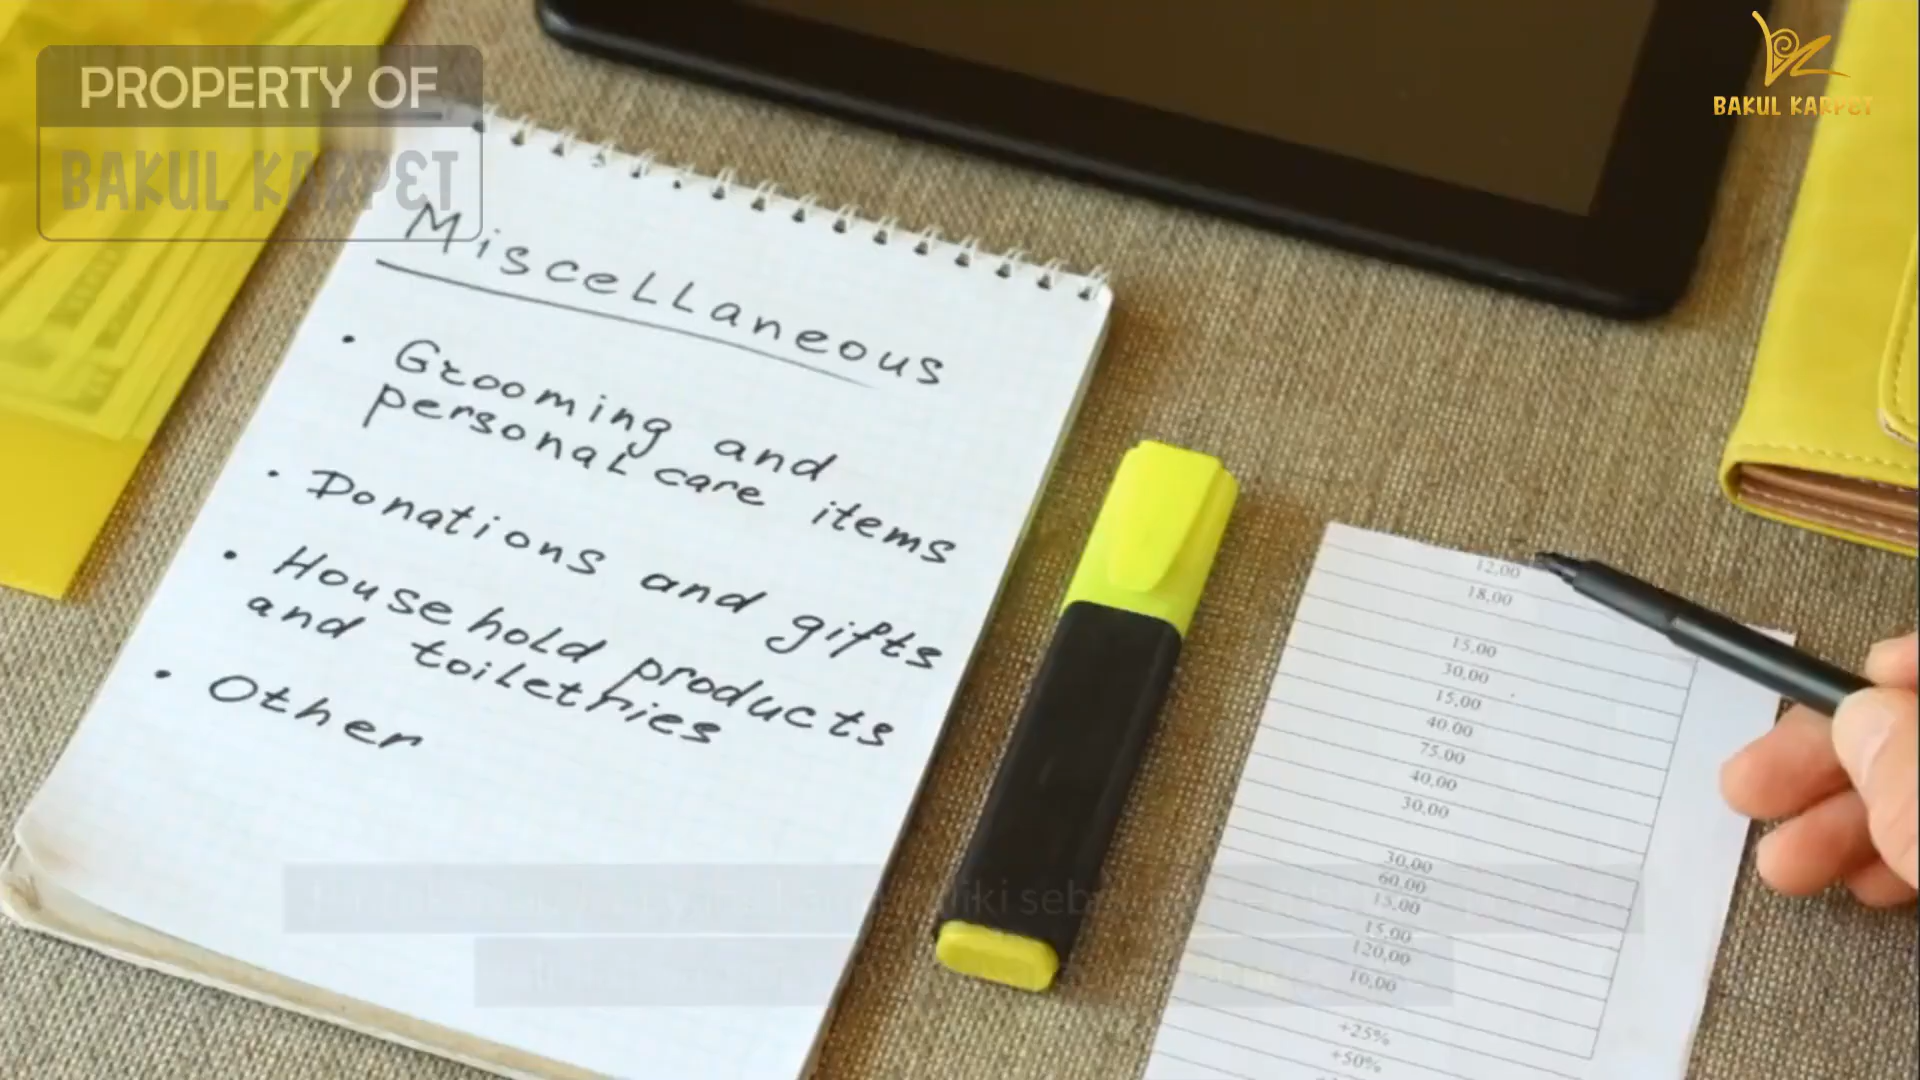 PROPERTY OF
BAKUL KARPET
BAKUL KARPET
Miscellaneous
• Grooming and
personal care items
• Donations and gifts
• Household products
and toiletries
• Other
12,00
18,00
15,00
30,00
15,00
40.00
75.00
40,00
30,00
30,00
60,00
15,00
15,00
120,00
10,00
+25%
+50%